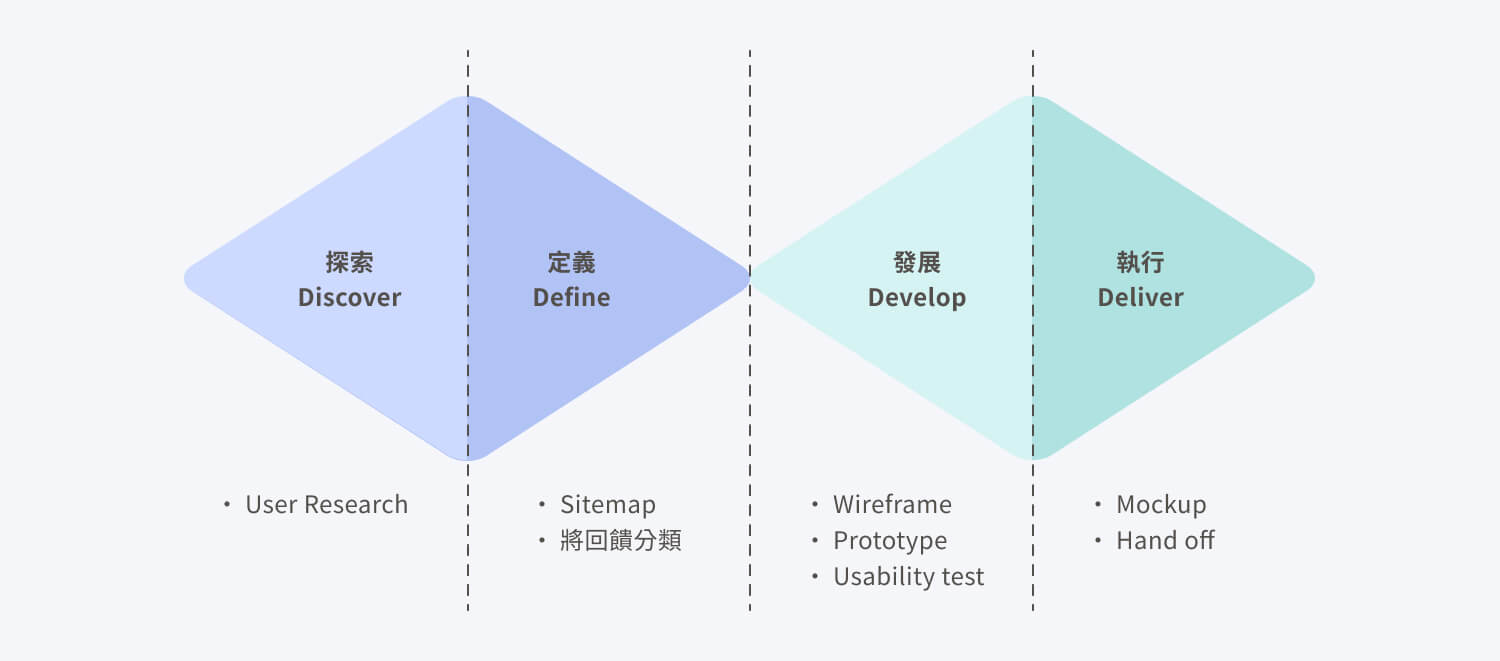 探索
Discover
定義
Define
發展
Develop
執行
Deliver
・ User Research
・ Sitemap
・ 將回饋分類
・ Wireframe
・ Prototype
・ Usability test
・ Mockup
・ Hand off